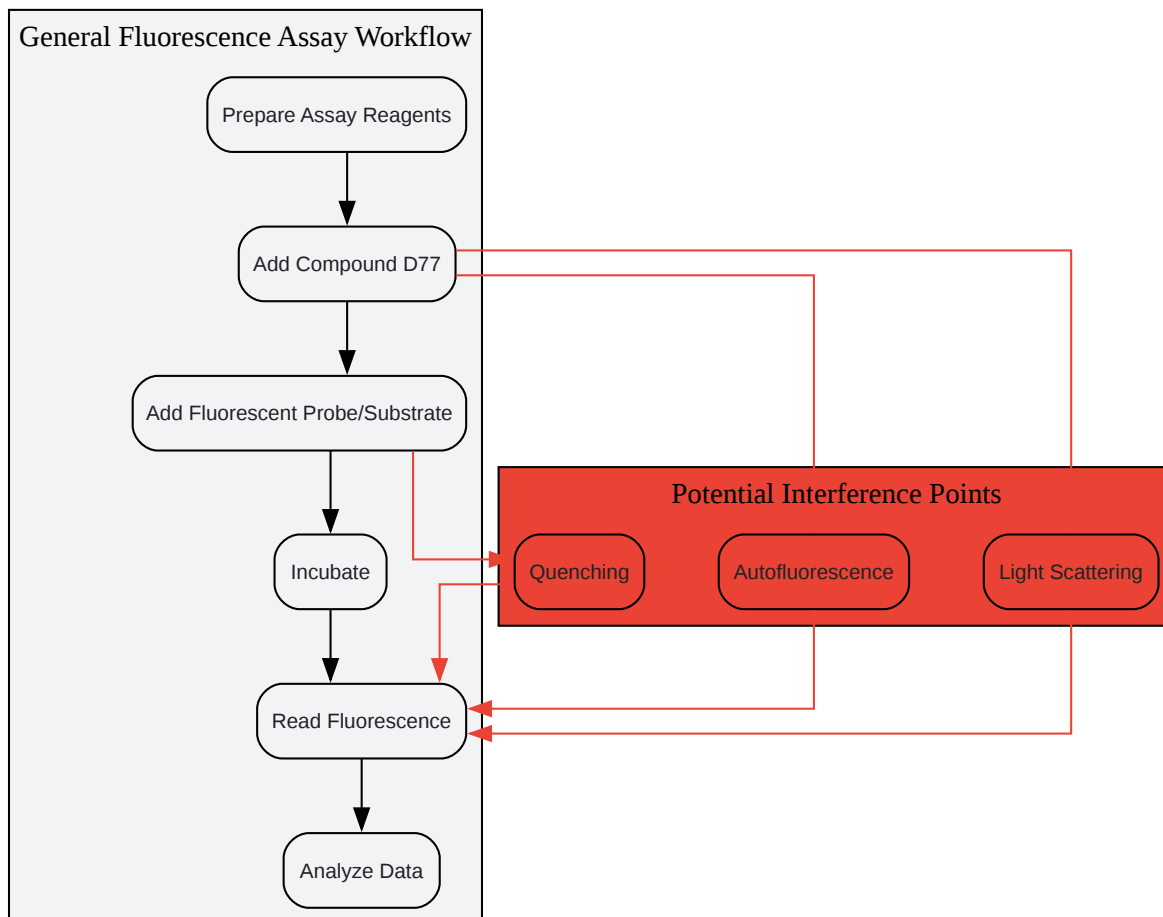 General Fluorescence Assay Workflow
Prepare Assay Reagents
Add Compound D77
Add Fluorescent Probe/Substrate
Potential Interference Points
Incubate
Quenching
Autofluorescence
Light Scattering
Read Fluorescence
Analyze Data